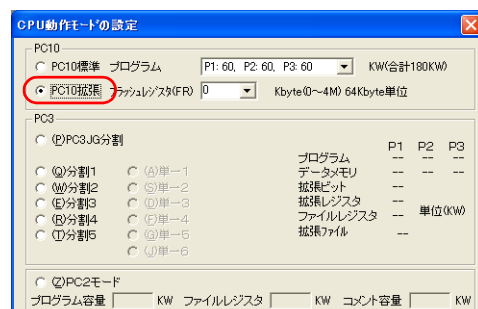 CPU動作モードの設定
PC10
PC10標準 プログラム P1: 60, P2: 60, P3: 60 KW(合計180KW)
PC10拡張 フラッシュレジスタ(FR) 0 Kbyte(0～4M) 64Kbyte単位
PC3
(P)PC3JG分割
P1 P2 P3
プログラム -- -- --
(Q)分割1 (A)単一1 データメモリ -- -- --
(W)分割2 (S)単一2 拡張ビット --
(E)分割3 (D)単一3 拡張レジスタ --
(R)分割4 (F)単一4 ファイルレジスタ -- 単位(KW)
(T)分割5 (G)単一5 拡張ファイル --
(J)単一6
(Z)PC2モード
プログラム容量 KW ファイルレジスタ KW コメント容量 KW